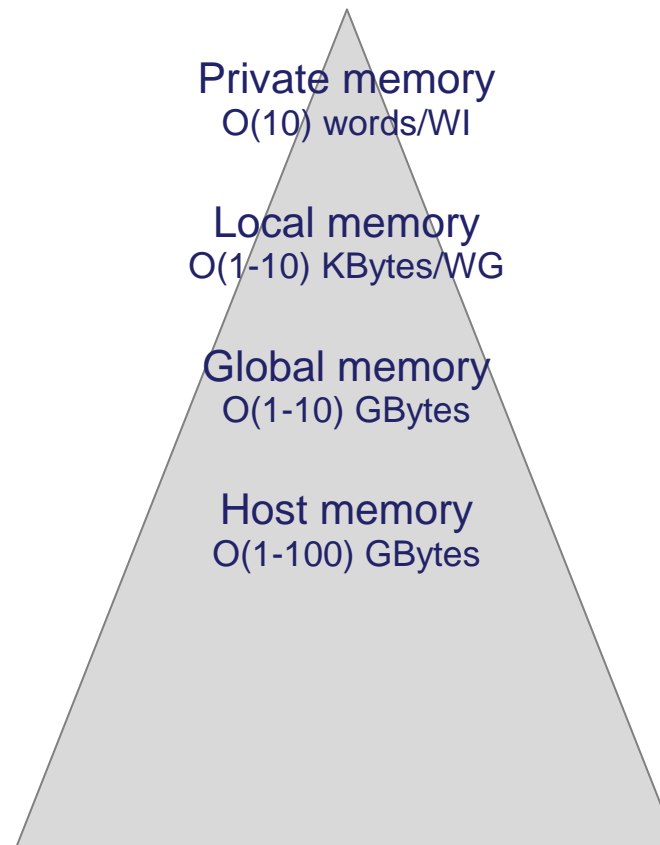 Private memory
O(10) words/WI
Local memory
O(1-10) KBytes/WG
Global memory
O(1-10) GBytes
Host memory
O(1-100) GBytes